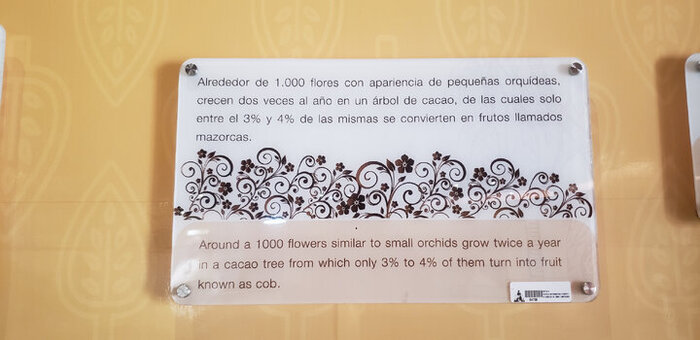 Alrededor de 1.000 flores con apariencia de pequeñas orquídeas,
crecen dos veces al año en un árbol de cacao, de las cuales solo
entre el 3% y 4% de las mismas se convierten en frutos llamados
mazorcas.
Around a 1000 flowers similar to small orchids grow twice a year
in a cacao tree from which only 3% to 4% of them turn into fruit
known as cob.